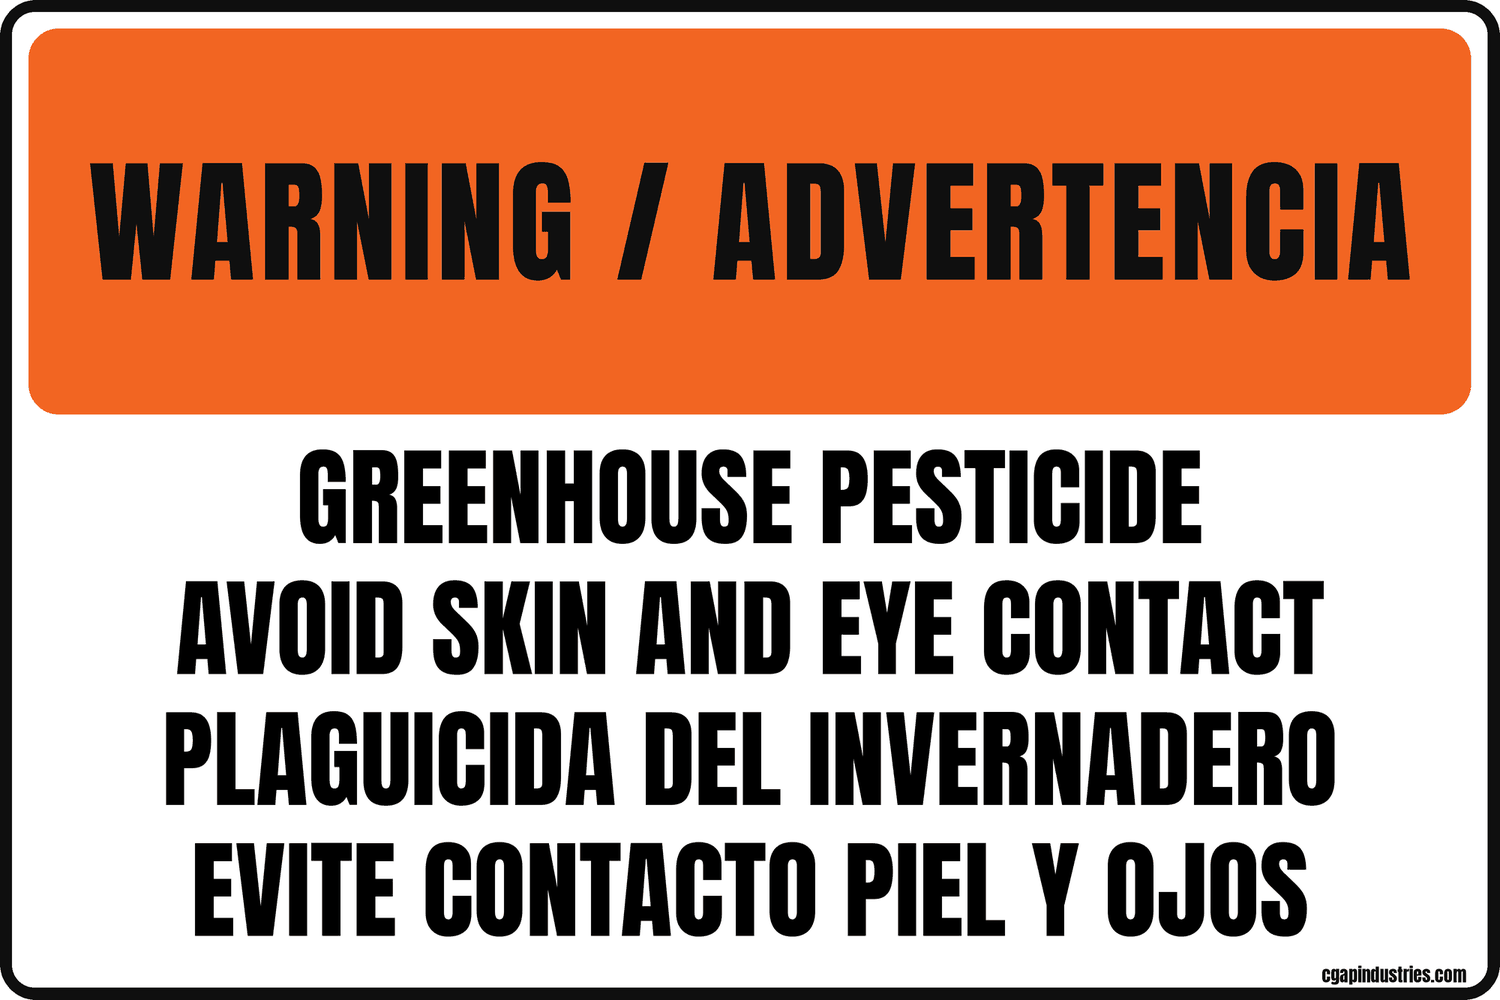 WARNING / ADVERTENCIA
GREENHOUSE PESTICIDE
AVOID SKIN AND EYE CONTACT
PLAGUICIDA DEL INVERNADERO
EVITE CONTACTO PIEL Y OJOS
cgapindustries.com